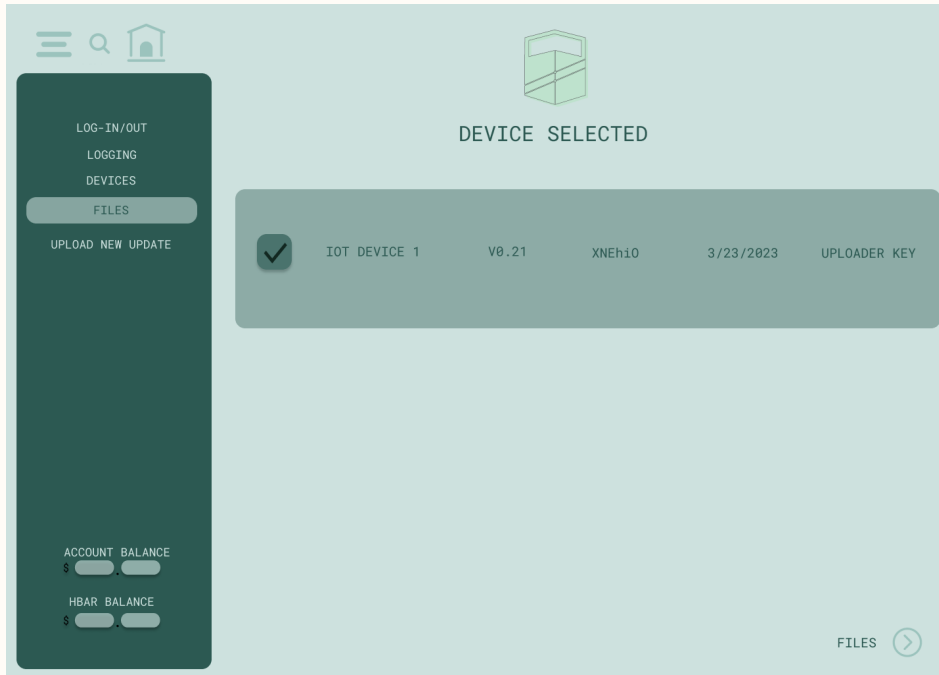 DEVICE SELECTED
LOG-IN/OUT
LOGGING
DEVICES
FILES
UPLOAD NEW UPDATE
IOT DEVICE 1 V0.21 XNEhiO 3/23/2023 UPLOADER KEY
ACCOUNT BALANCE
$ .
HBAR BALANCE
$ .
FILES